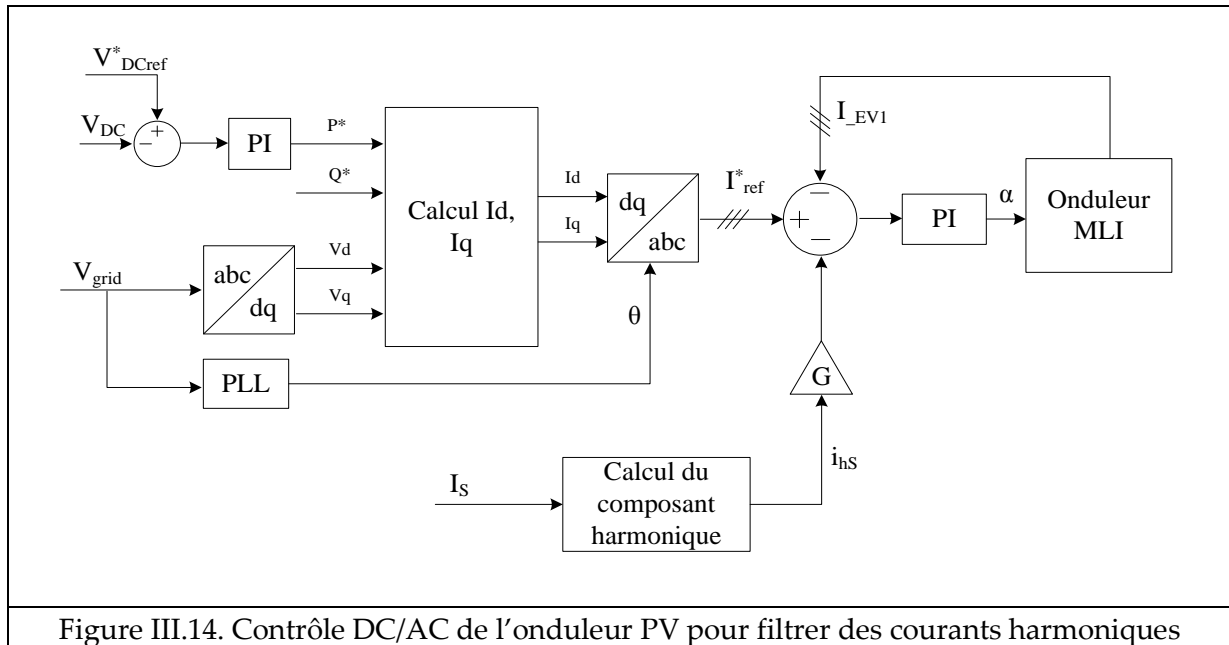 V*DCref
VDC
+
−
PI
P*
Q*
Calcul Id,
Iq
Vgrid
abc
dq
Vd
Vq
PLL
Id
Iq
dq
abc
θ
I*ref
I_EV1
−
+
−
PI
α
Onduleur
MLI
G
ihS
IS
Calcul du
composant
harmonique
Figure III.14. Contrôle DC/AC de l’onduleur PV pour filtrer des courants harmoniques